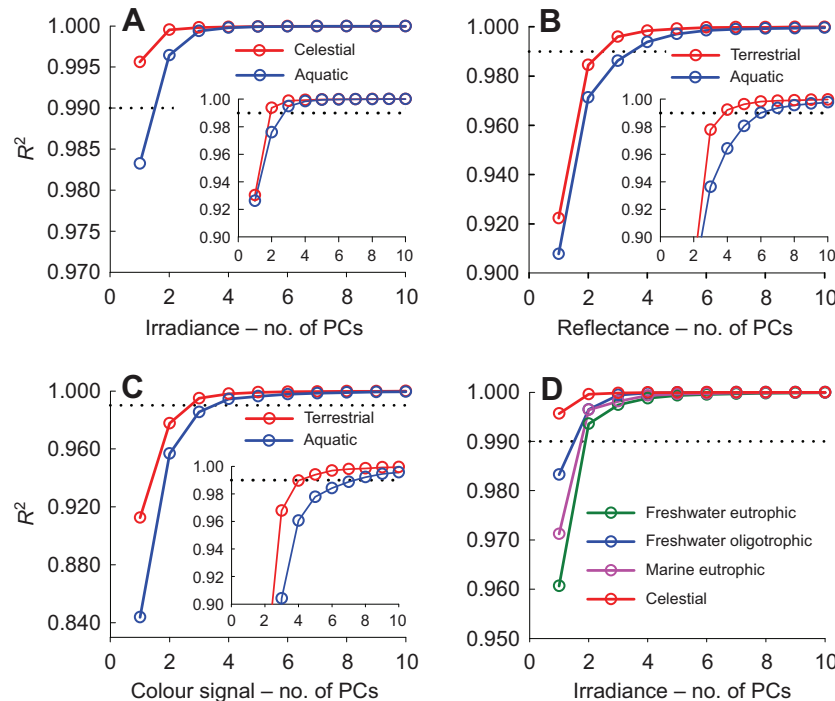 A
1.000
0.995
0.990
0.985
0.980
0.975
0.970
R²
Celestial
Aquatic
1.00
0.98
0.96
0.94
0.92
0.90
0 2 4 6 8 10
0 2 4 6 8 10
Irradiance – no. of PCs
B
1.000
0.980
0.960
0.940
0.920
0.900
Terrestrial
Aquatic
1.00
0.98
0.96
0.94
0.92
0.90
0 2 4 6 8 10
0 2 4 6 8 10
Reflectance – no. of PCs
C
1.000
0.960
0.920
0.880
0.840
R²
Terrestrial
Aquatic
1.00
0.98
0.96
0.94
0.92
0.90
0 2 4 6 8 10
0 2 4 6 8 10
Colour signal – no. of PCs
D
1.000
0.990
0.980
0.970
0.960
0.950
Freshwater eutrophic
Freshwater oligotrophic
Marine eutrophic
Celestial
0 2 4 6 8 10
Irradiance – no. of PCs